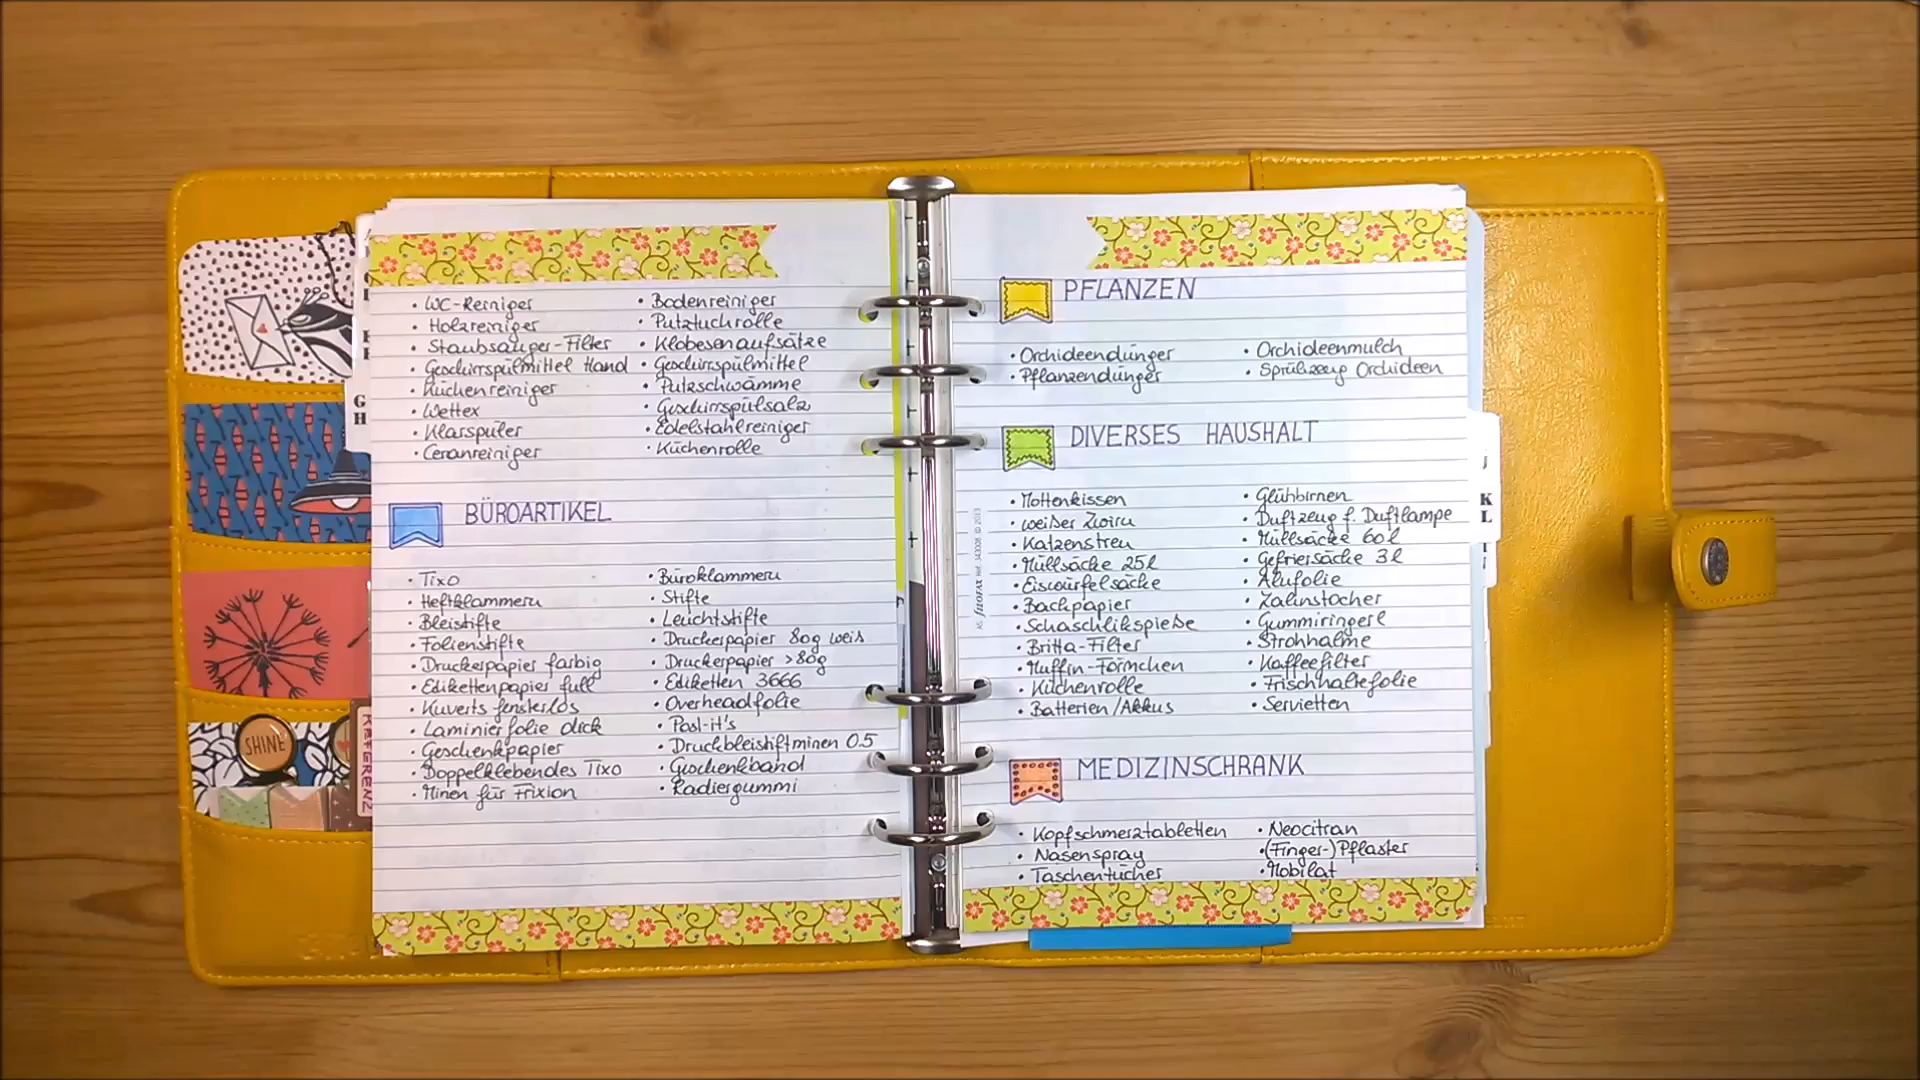 WC-Reiniger
Holzreiniger
Staubsauger-Filter
Geschirrspülmittel Hand
Küchenreiniger
Wettex
Klarspüler
Ceranreiniger
Bodenreiniger
Putztuchrolle
Klobesenaufsätze
Geschirrspülmittel
Putzschwämme
Geschirrspülsalz
Edelstahlreiniger
Küchenrolle
BÜROARTIKEL
Tixo
Heftklammern
Bleistifte
Folienstifte
Druckerpapier farbig
Etikettenpapier full
Kuverts fensterlos
Laminierfolie dick
Geschenkpapier
Doppelklebendes Tixo
Minen für Frixion
Büroklammern
Stifte
Leuchtstifte
Druckerpapier 80g weiß
Druckerpapier >80g
Etiketten 3666
Overheadfolie
Post-it's
Druckbleistiftminen 0.5
Geschenkband
Radiergummi
PFLANZEN
Orchideendünger
Pflanzendünger
Orchideenmulch
Sprühzeug Orchideen
DIVERSES HAUSHALT
Mottenkissen
weißer Zwirn
Katzenstreu
Müllsäcke 25l
Eiswürfelsäcke
Backpapier
Schaschlikspieße
Britta-Filter
Muffin-Förmchen
Küchenrolle
Batterien/Akkus
Glühbirnen
Duftzeug f. Duftlampe
Müllsäcke 60l
Gefriersäcke 3l
Alufolie
Zahnstocher
Gummiringerl
Strohhalme
Kaffeefilter
Frischhaltefolie
Servietten
MEDIZINSCHRANK
Kopfschmerztabletten
Nasenspray
Taschentücher
Neocitran
(Finger-)Pflaster
Mobilat
G
H
K
L
SHINE
REFERENZ
filofax